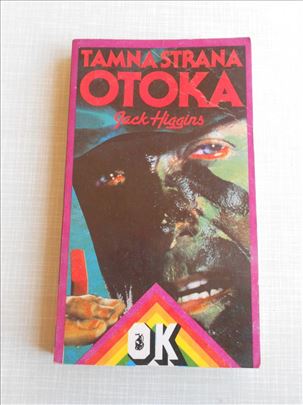 TAMNA STRANA
OTOKA
Jack Higgins
OK